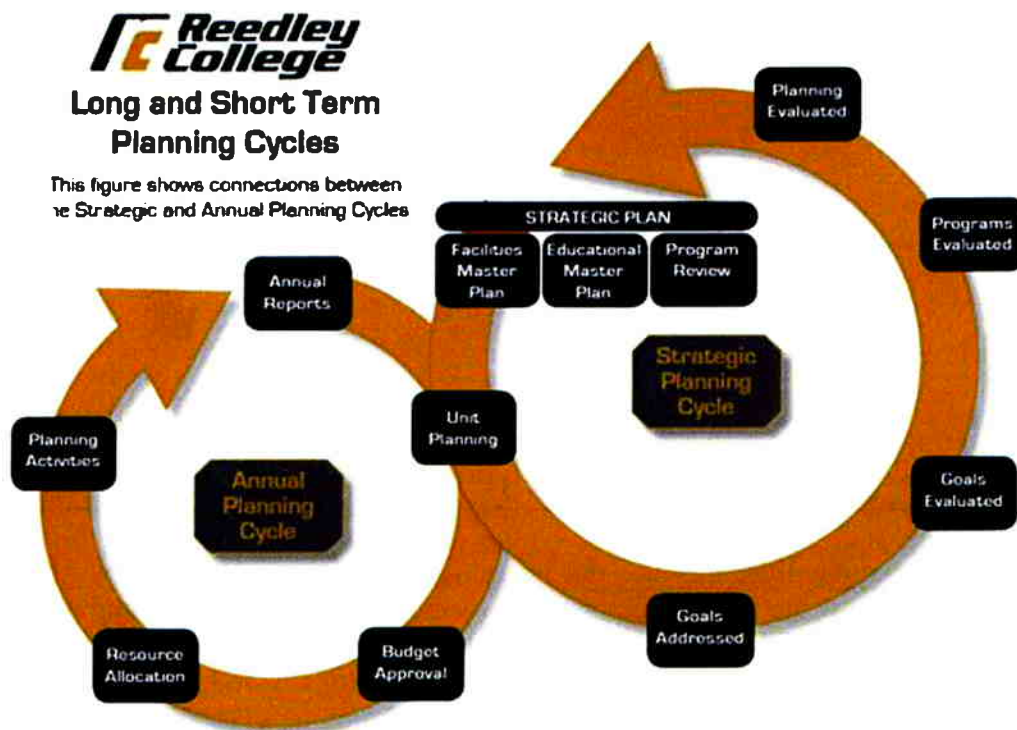 Reedley
College
Long and Short Term
Planning Cycles
This figure shows connections between
he Strategic and Annual Planning Cycles
Planning
Evaluated
STRATEGIC PLAN
Facilities
Master
Plan
Educational
Master
Plan
Program
Review
Programs
Evaluated
Annual
Reports
Strategic
Planning
Cycle
Unit
Planning
Planning
Activities
Annual
Planning
Cycle
Goals
Evaluated
Goals
Addressed
Resource
Allocation
Budget
Approval